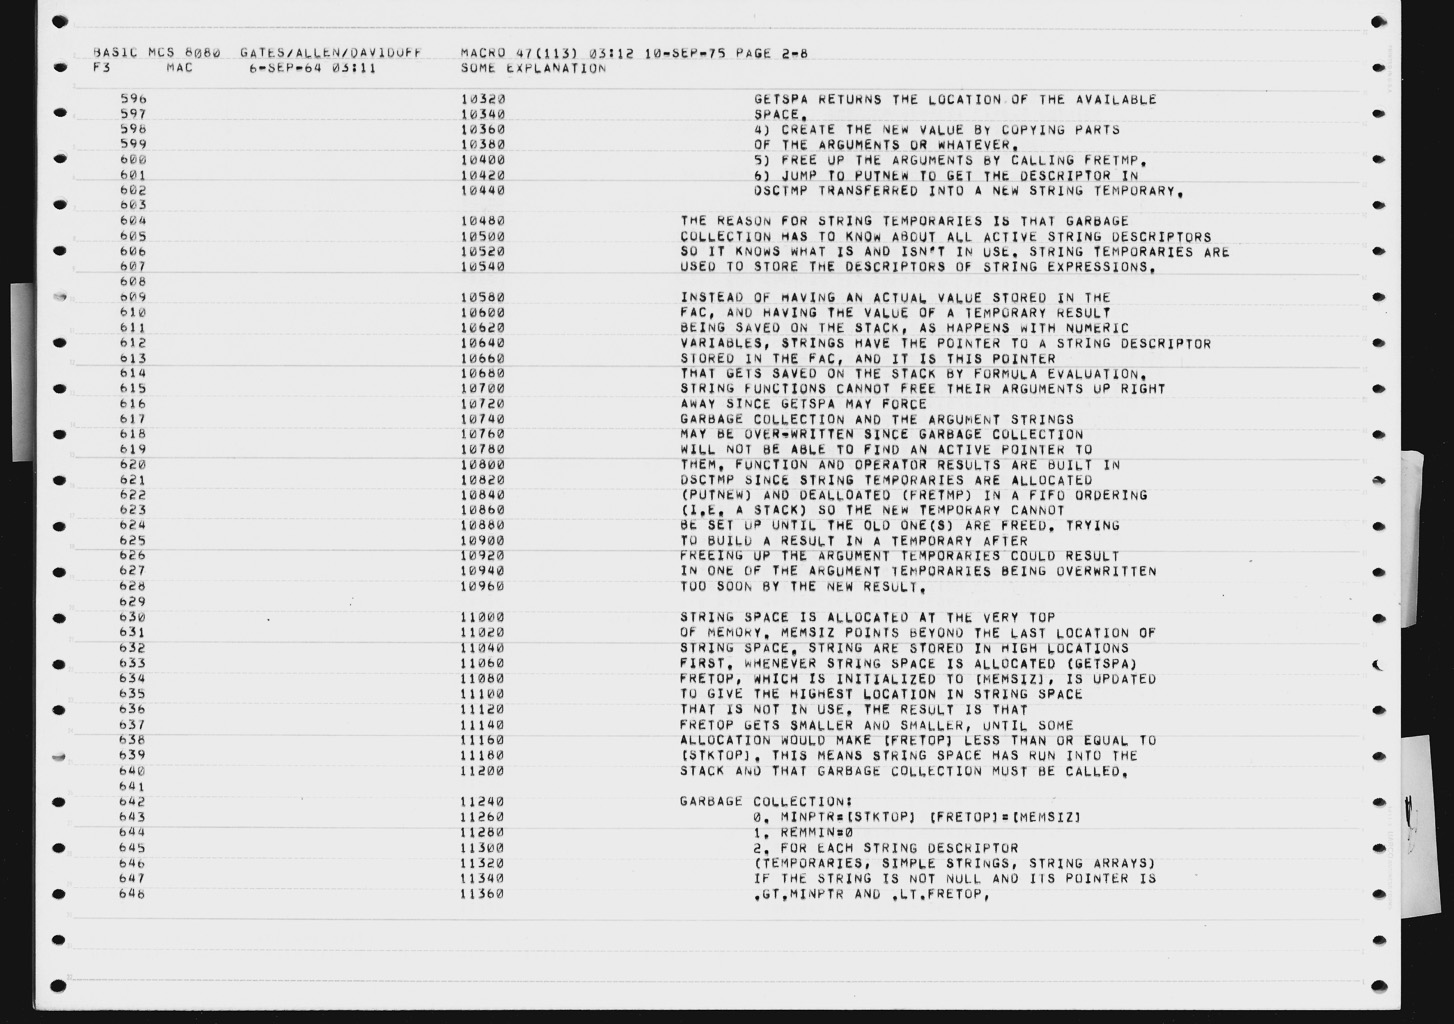 BASIC MCS 8080  GATES/ALLEN/DAVIDOFF  MACRO 47(113) 03:12 10-SEP-75 PAGE 2-8
F3 MAC 6-SEP-64 03:11 SOME EXPLANATION
596 10320 GETSPA RETURNS THE LOCATION OF THE AVAILABLE
597 10340 SPACE.
598 10360 4) CREATE THE NEW VALUE BY COPYING PARTS
599 10380 OF THE ARGUMENTS OR WHATEVER.
600 10400 5) FREE UP THE ARGUMENTS BY CALLING FRETMP.
601 10420 6) JUMP TO PUTNEW TO GET THE DESCRIPTOR IN
602 10440 DSCTMP TRANSFERRED INTO A NEW STRING TEMPORARY.
603
604 10480 THE REASON FOR STRING TEMPORARIES IS THAT GARBAGE
605 10500 COLLECTION HAS TO KNOW ABOUT ALL ACTIVE STRING DESCRIPTORS
606 10520 SO IT KNOWS WHAT IS AND ISN'T IN USE. STRING TEMPORARIES ARE
607 10540 USED TO STORE THE DESCRIPTORS OF STRING EXPRESSIONS.
608
609 10580 INSTEAD OF HAVING AN ACTUAL VALUE STORED IN THE
610 10600 FAC, AND HAVING THE VALUE OF A TEMPORARY RESULT
611 10620 BEING SAVED ON THE STACK, AS HAPPENS WITH NUMERIC
612 10640 VARIABLES, STRINGS HAVE THE POINTER TO A STRING DESCRIPTOR
613 10660 STORED IN THE FAC, AND IT IS THIS POINTER
614 10680 THAT GETS SAVED ON THE STACK BY FORMULA EVALUATION.
615 10700 STRING FUNCTIONS CANNOT FREE THEIR ARGUMENTS UP RIGHT
616 10720 AWAY SINCE GETSPA MAY FORCE
617 10740 GARBAGE COLLECTION AND THE ARGUMENT STRINGS
618 10760 MAY BE OVER-WRITTEN SINCE GARBAGE COLLECTION
619 10780 WILL NOT BE ABLE TO FIND AN ACTIVE POINTER TO
620 10800 THEM. FUNCTION AND OPERATOR RESULTS ARE BUILT IN
621 10820 DSCTMP SINCE STRING TEMPORARIES ARE ALLOCATED
622 10840 (PUTNEW) AND DEALLOATED (FRETMP) IN A FIFO ORDERING
623 10860 (I.E. A STACK) SO THE NEW TEMPORARY CANNOT
624 10880 BE SET UP UNTIL THE OLD ONE(S) ARE FREED. TRYING
625 10900 TO BUILD A RESULT IN A TEMPORARY AFTER
626 10920 FREEING UP THE ARGUMENT TEMPORARIES COULD RESULT
627 10940 IN ONE OF THE ARGUMENT TEMPORARIES BEING OVERWRITTEN
628 10960 TOO SOON BY THE NEW RESULT.
629
630 11000 STRING SPACE IS ALLOCATED AT THE VERY TOP
631 11020 OF MEMORY. MEMSIZ POINTS BEYOND THE LAST LOCATION OF
632 11040 STRING SPACE. STRING ARE STORED IN HIGH LOCATIONS
633 11060 FIRST. WHENEVER STRING SPACE IS ALLOCATED (GETSPA)
634 11080 FRETOP, WHICH IS INITIALIZED TO [MEMSIZ], IS UPDATED
635 11100 TO GIVE THE HIGHEST LOCATION IN STRING SPACE
636 11120 THAT IS NOT IN USE. THE RESULT IS THAT
637 11140 FRETOP GETS SMALLER AND SMALLER, UNTIL SOME
638 11160 ALLOCATION WOULD MAKE [FRETOP] LESS THAN OR EQUAL TO
639 11180 [STKTOP]. THIS MEANS STRING SPACE HAS RUN INTO THE
640 11200 STACK AND THAT GARBAGE COLLECTION MUST BE CALLED.
641
642 11240 GARBAGE COLLECTION:
643 11260 0. MINPTR=[STKTOP] [FRETOP]=[MEMSIZ]
644 11280 1. REMMIN=0
645 11300 2. FOR EACH STRING DESCRIPTOR
646 11320 (TEMPORARIES, SIMPLE STRINGS, STRING ARRAYS)
647 11340 IF THE STRING IS NOT NULL AND ITS POINTER IS
648 11360 .GT.MINPTR AND .LT.FRETOP,